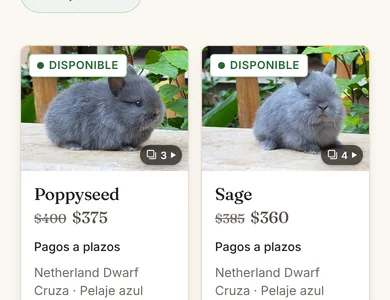 DISPONIBLE
3
Poppyseed
$400 $375
Pagos a plazos
Netherland Dwarf
Cruza · Pelaje azul
DISPONIBLE
4
Sage
$385 $360
Pagos a plazos
Netherland Dwarf
Cruza · Pelaje azul